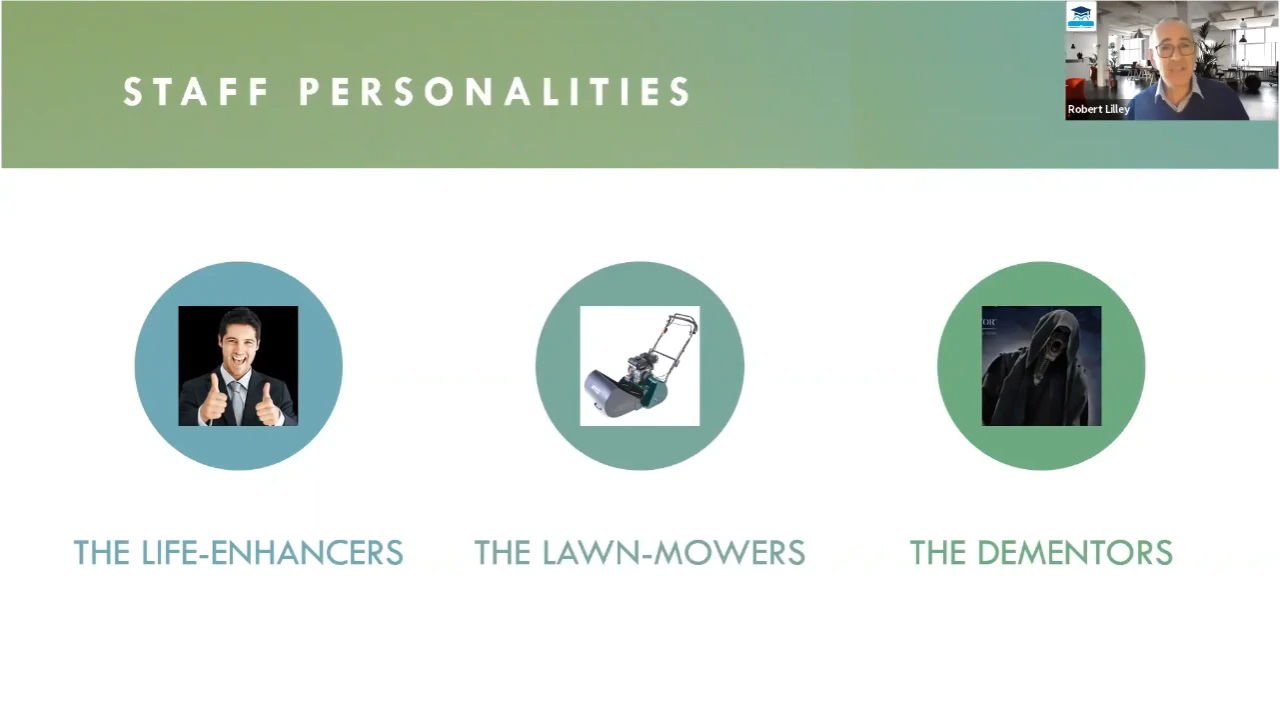 STAFF PERSONALITIES
Robert Lilley
THE LIFE-ENHANCERS
THE LAWN-MOWERS
THE DEMENTORS